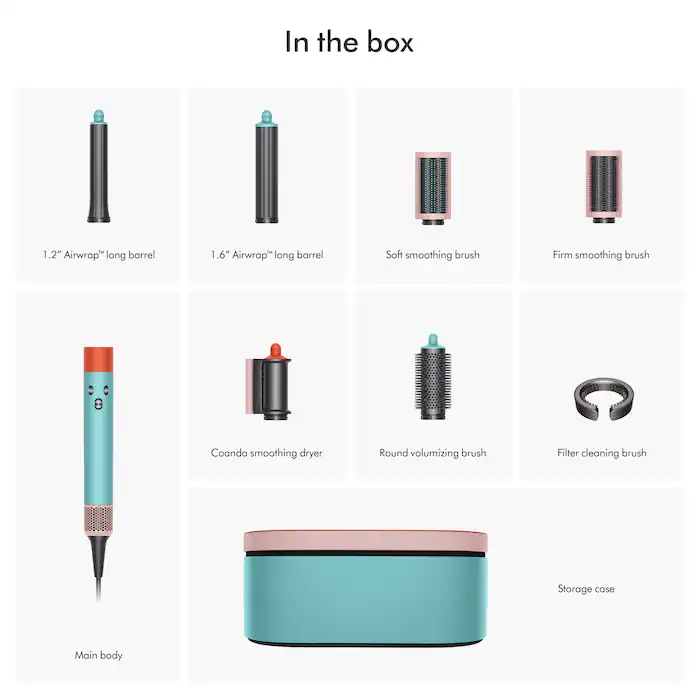 In the box
1.2” Airwrap™ long barrel
1.6” Airwrap™ long barrel
Soft smoothing brush
Firm smoothing brush
Coanda smoothing dryer
Round volumizing brush
Filter cleaning brush
Main body
Storage case